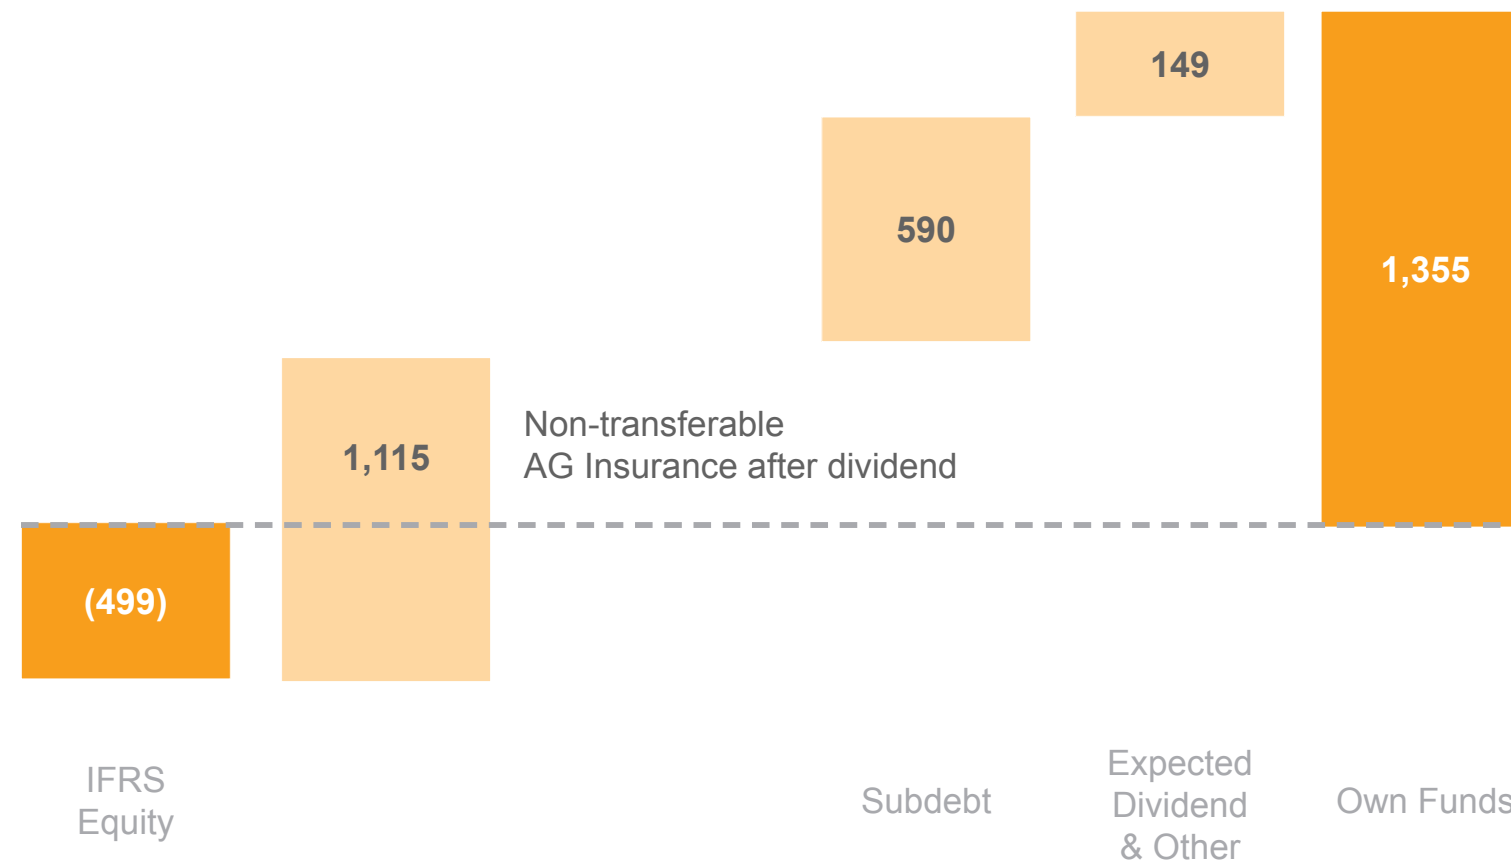 149
590
1,355
Non-transferable
AG Insurance after dividend
1,115
(499)
IFRS
Equity
Subdebt
Expected
Dividend
& Other
Own Funds